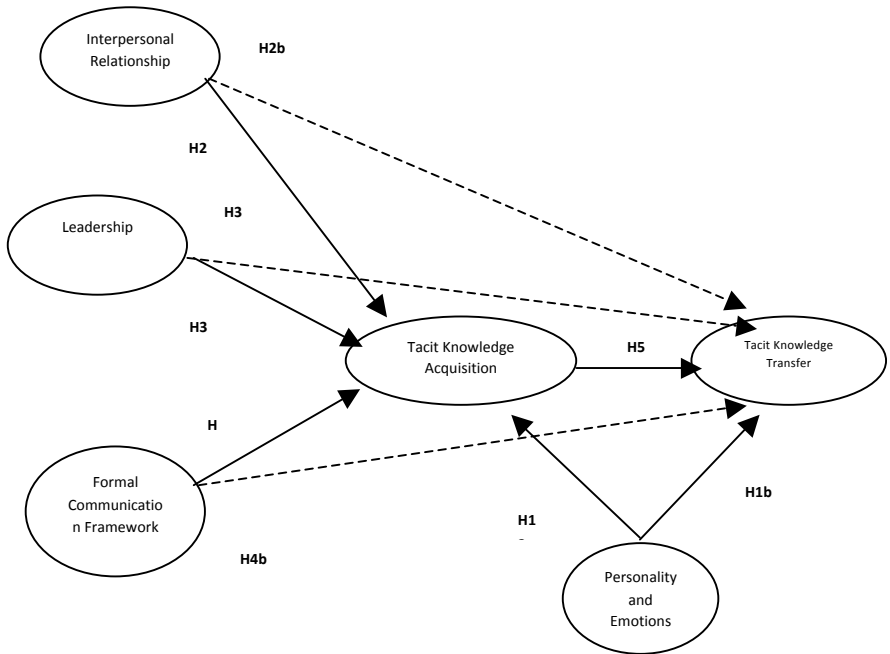 Interpersonal
Relationship
H2b
H2
Leadership
H3
H3
Tacit Knowledge
Acquisition
H5
Tacit Knowledge
Transfer
H
Formal
Communicatio
n Framework
H4b
H1
H1b
Personality
and
Emotions